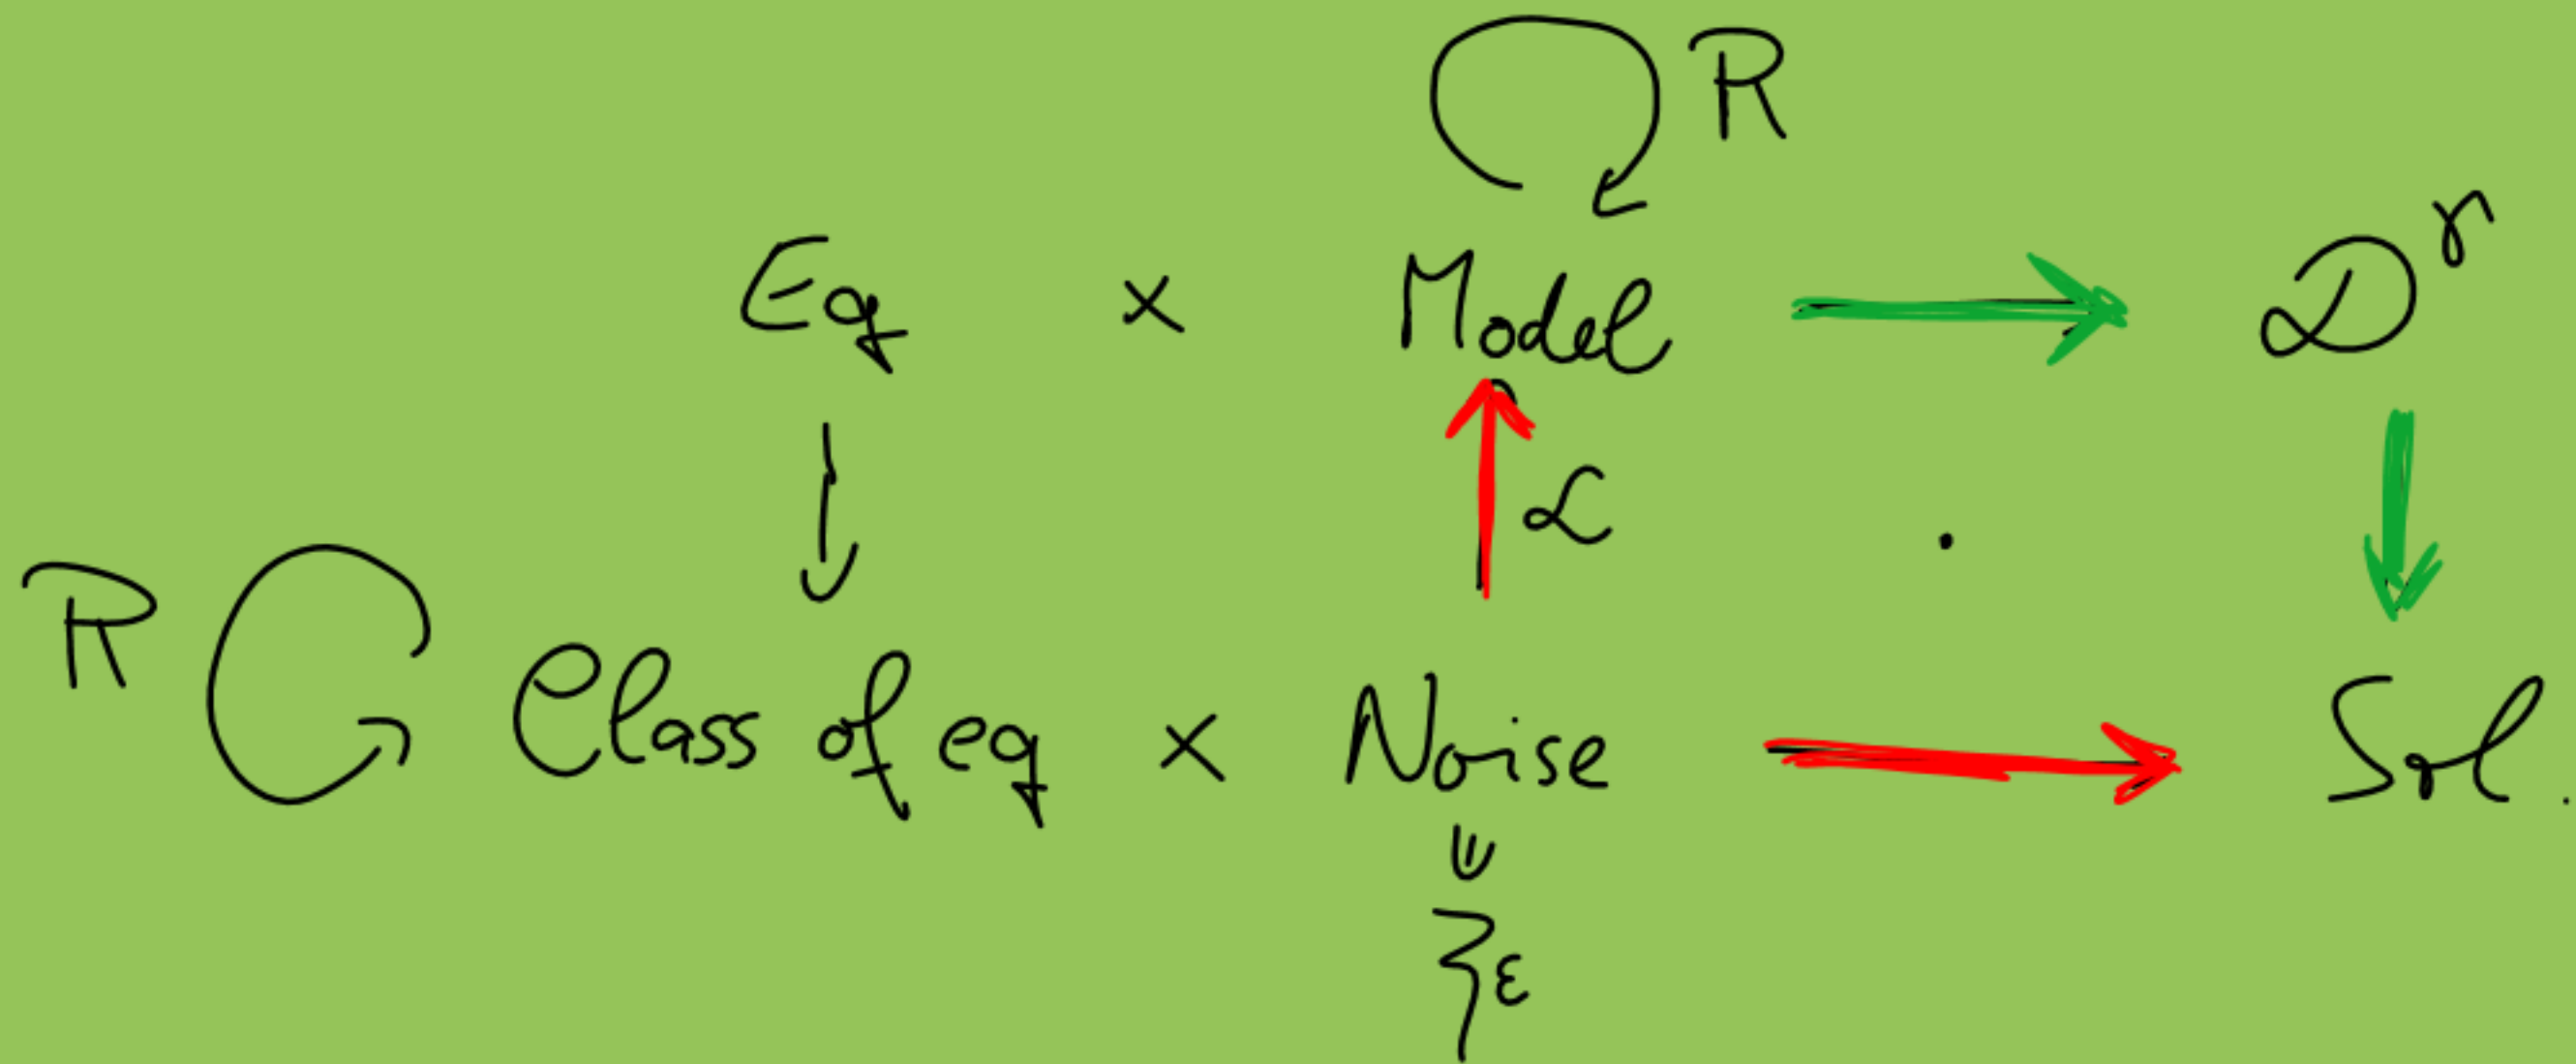 R
Eq × Model → 𝒟^γ
ℒ
R Class of eq × Noise → Sol.
ξ_ε